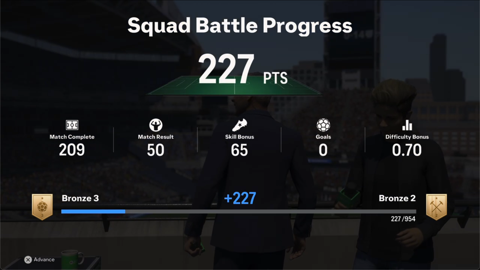 Squad Battle Progress
227 PTS
Match Complete
209
Match Result
50
Skill Bonus
65
Goals
0
Difficulty Bonus
0.70
Bronze 3
+227
Bronze 2
227/954
Advance